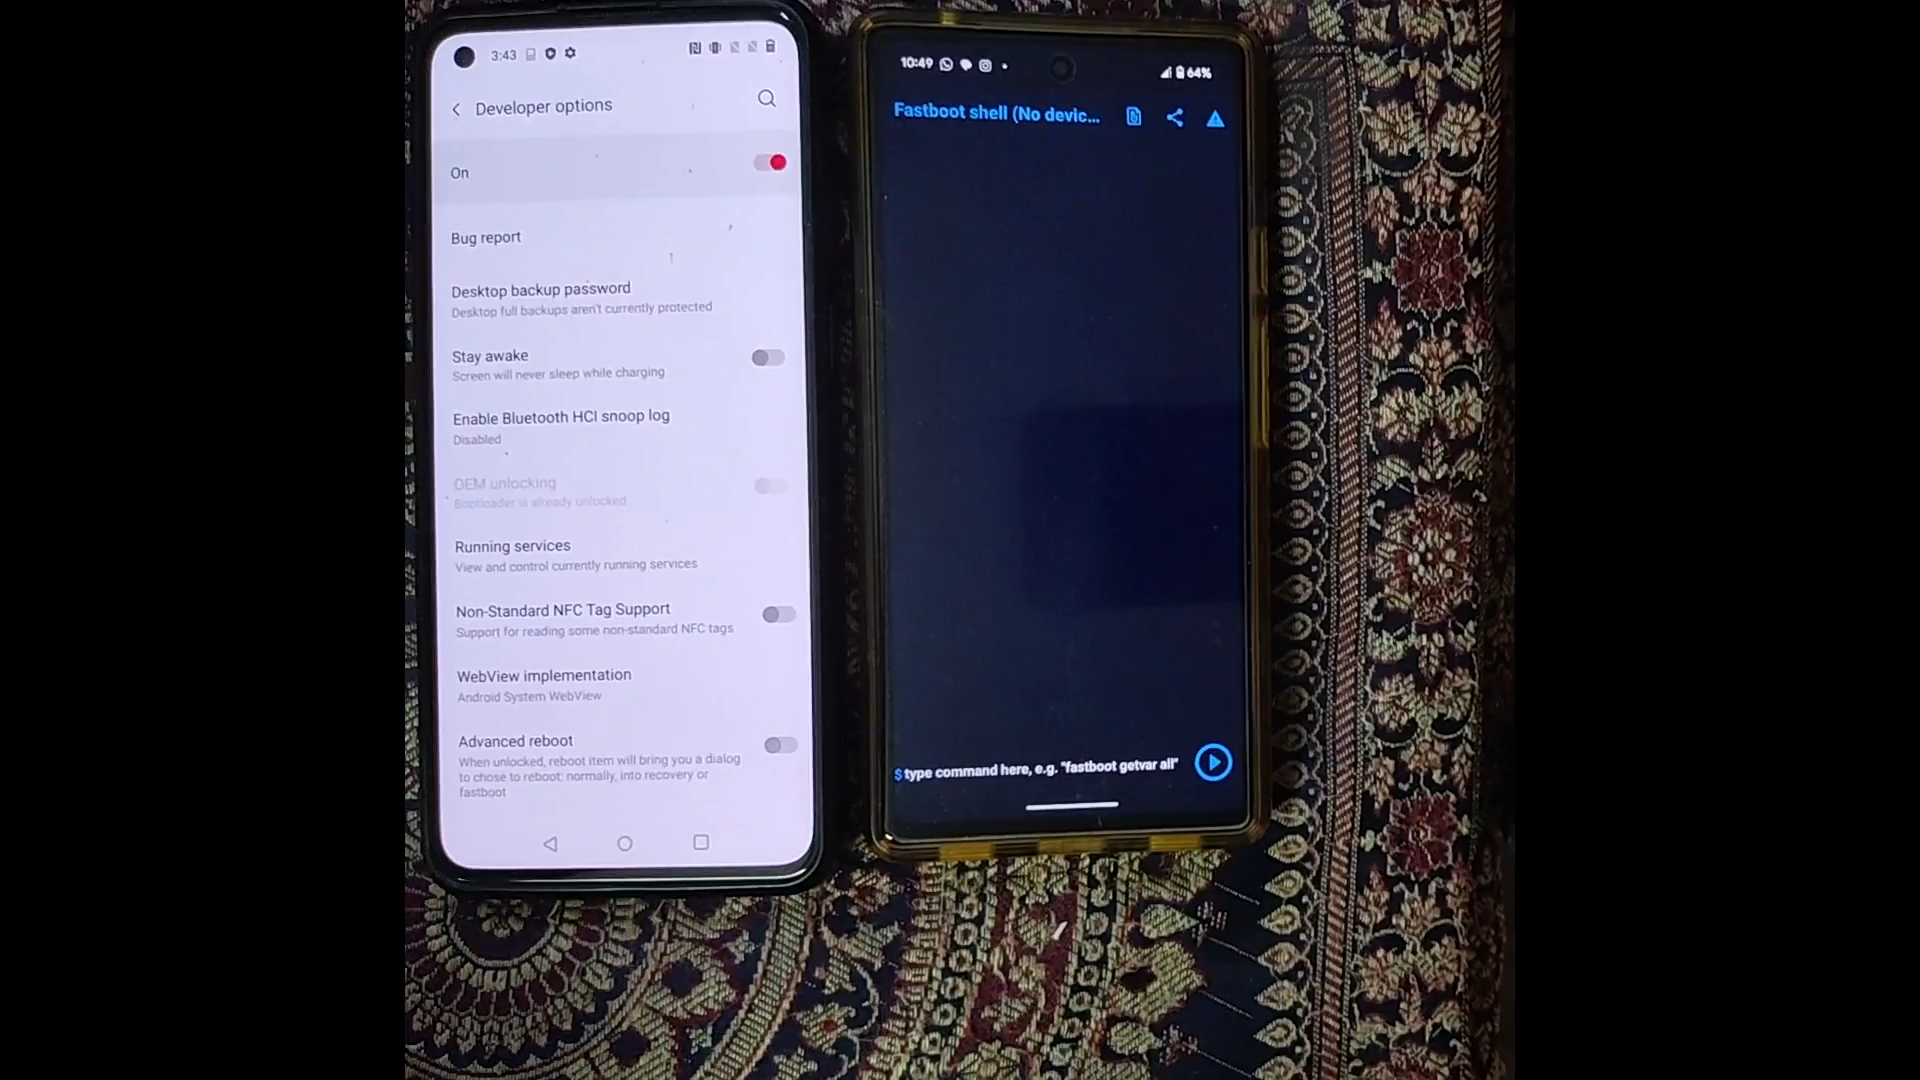 3:43
Developer options
On
Bug report
Desktop backup password
Desktop full backups aren't currently protected
Stay awake
Screen will never sleep while charging
Enable Bluetooth HCI snoop log
Disabled
OEM unlocking
Bootloader is already unlocked
Running services
View and control currently running services
Non-Standard NFC Tag Support
Support for reading some non-standard NFC tags
WebView implementation
Android System WebView
Advanced reboot
When unlocked, reboot item will bring you a dialog
to chose to reboot: normally, into recovery or
fastboot
10:49
64%
Fastboot shell (No devic...
$ type command here, e.g. "fastboot getvar all"